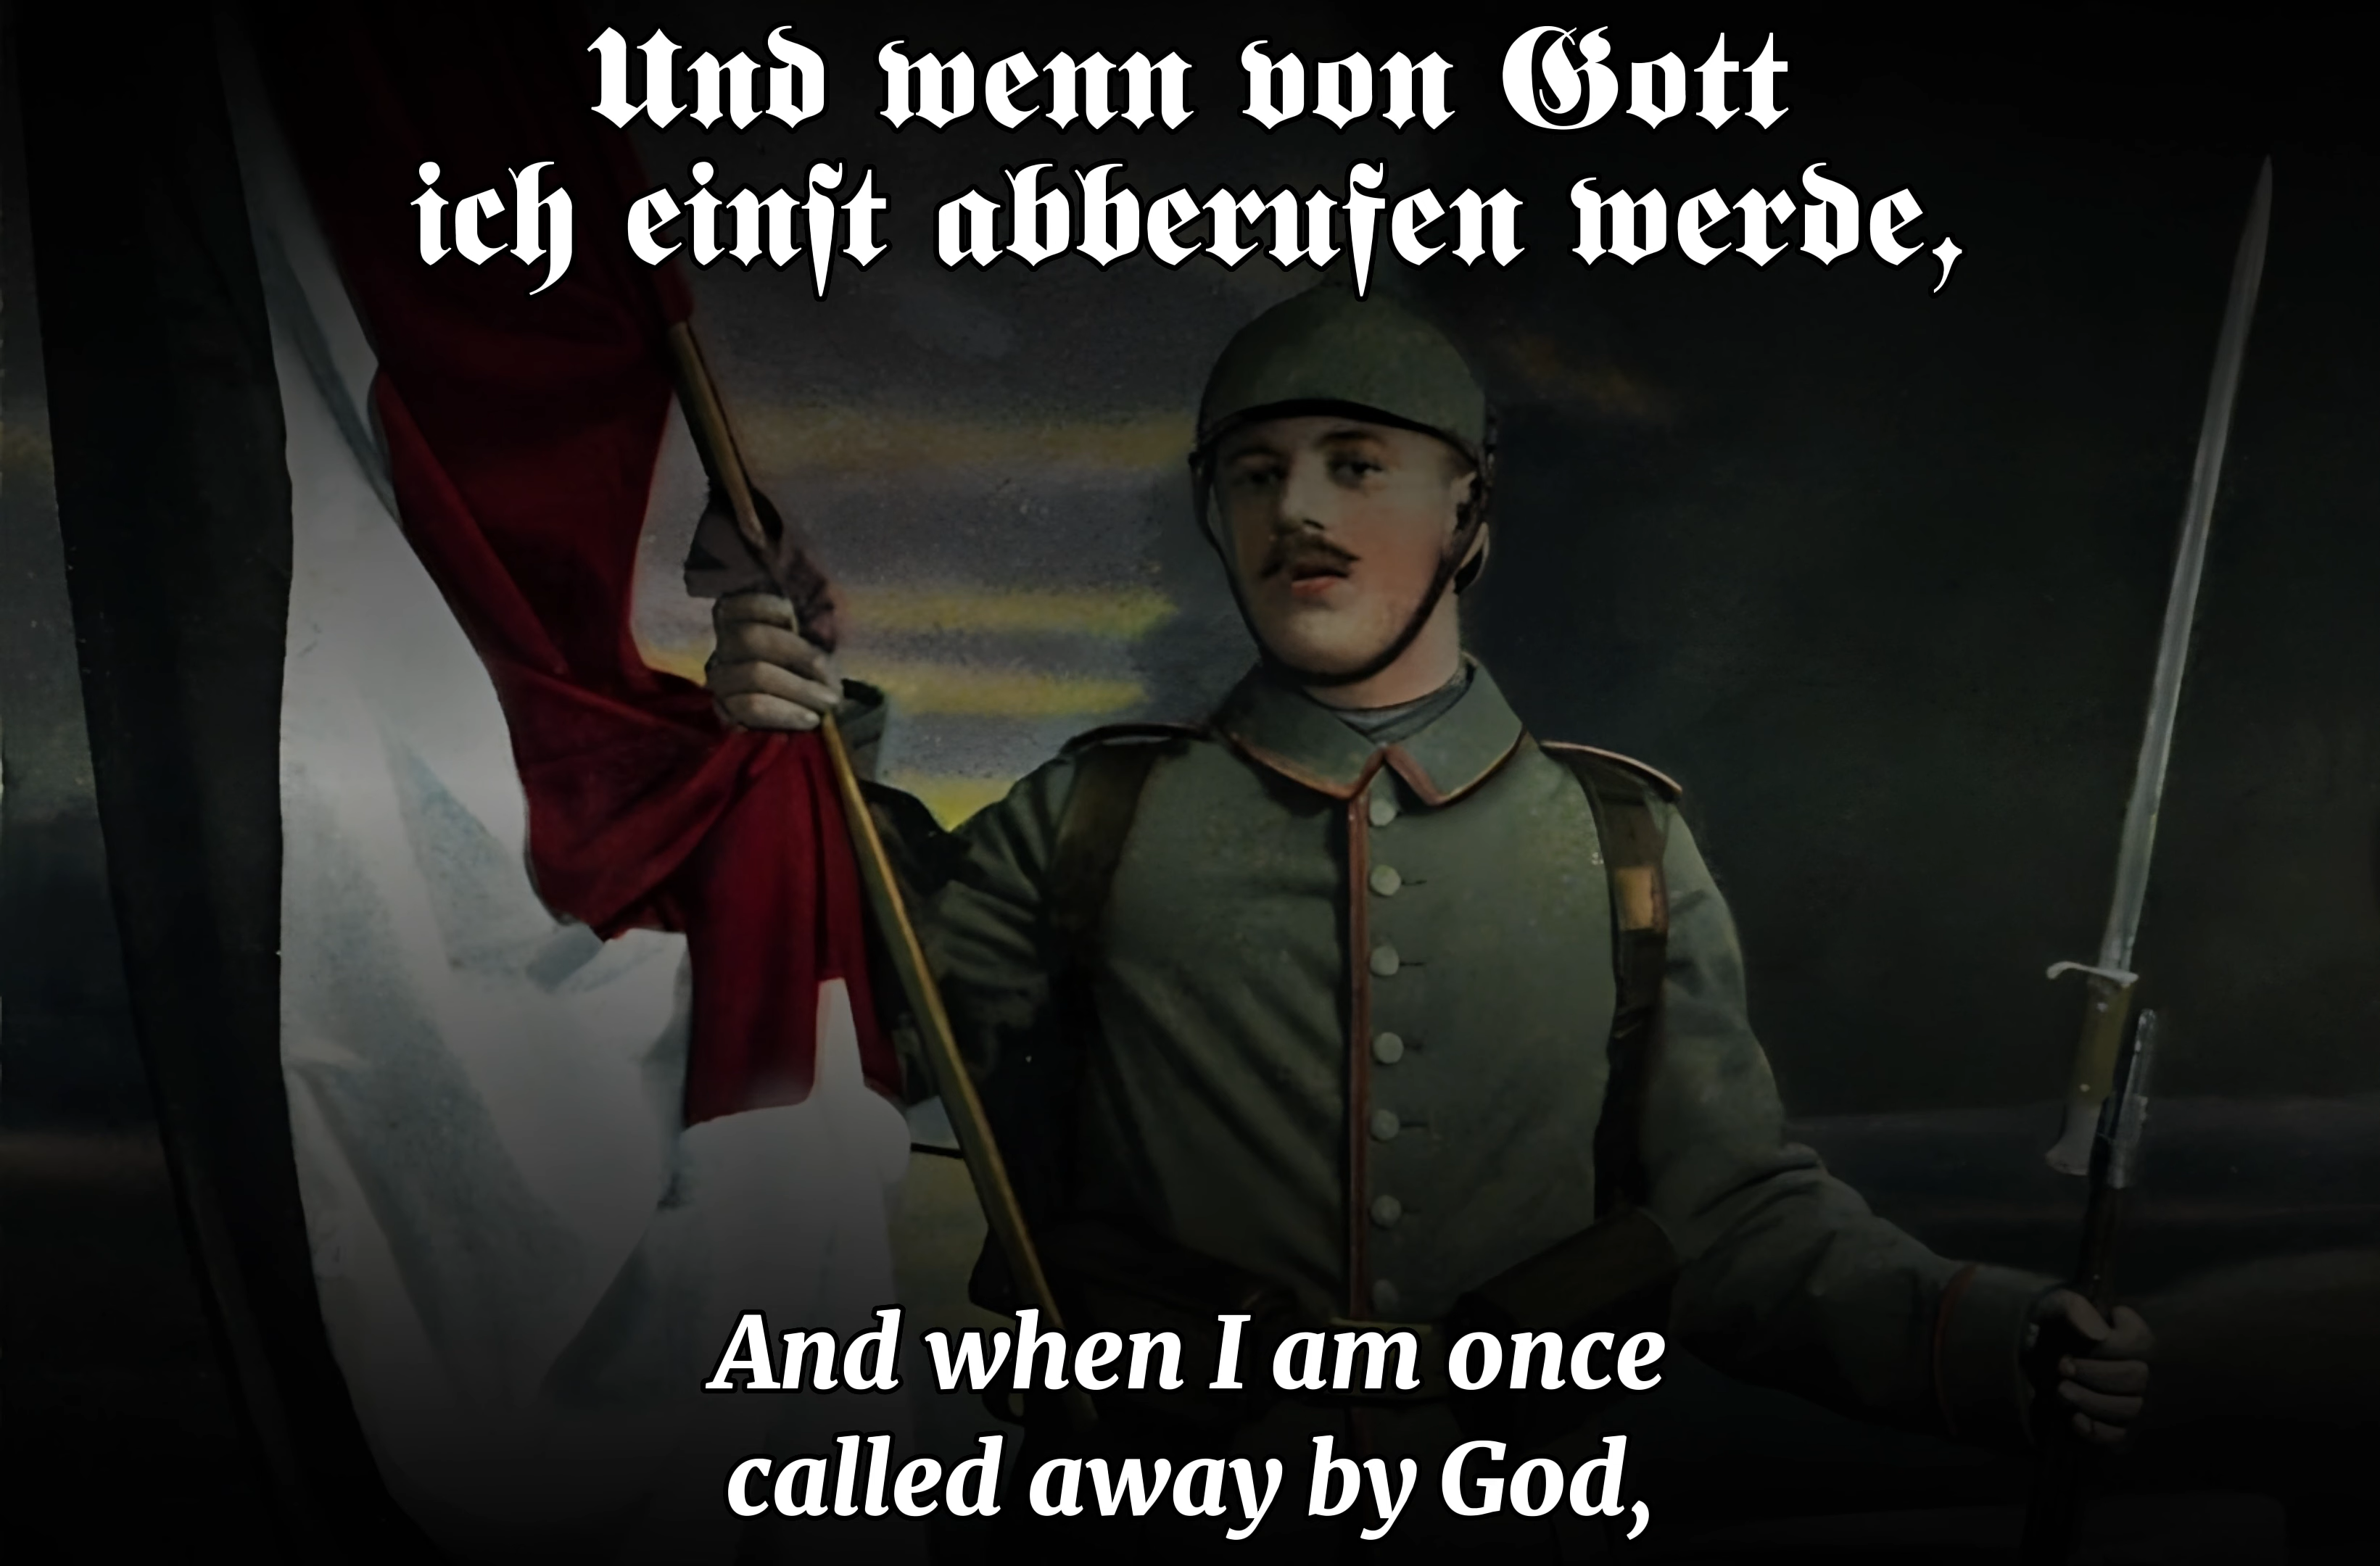 Und wenn von Gott
ich einſt abberufen werde,
And when I am once
called away by God,